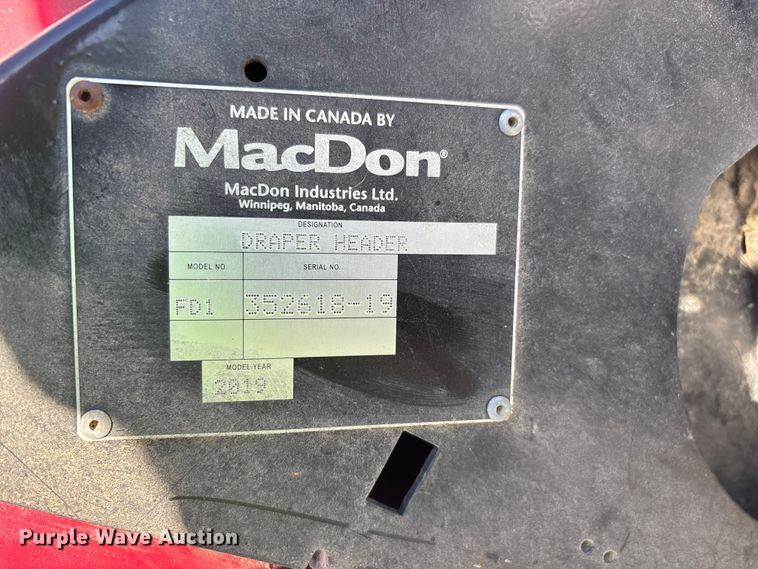 MADE IN CANADA BY
MacDon®
MacDon Industries Ltd.
Winnipeg, Manitoba, Canada
DESIGNATION
DRAPER HEADER
MODEL NO. SERIAL NO.
FD1 352618-19
MODEL YEAR
2019
Purple Wave Auction